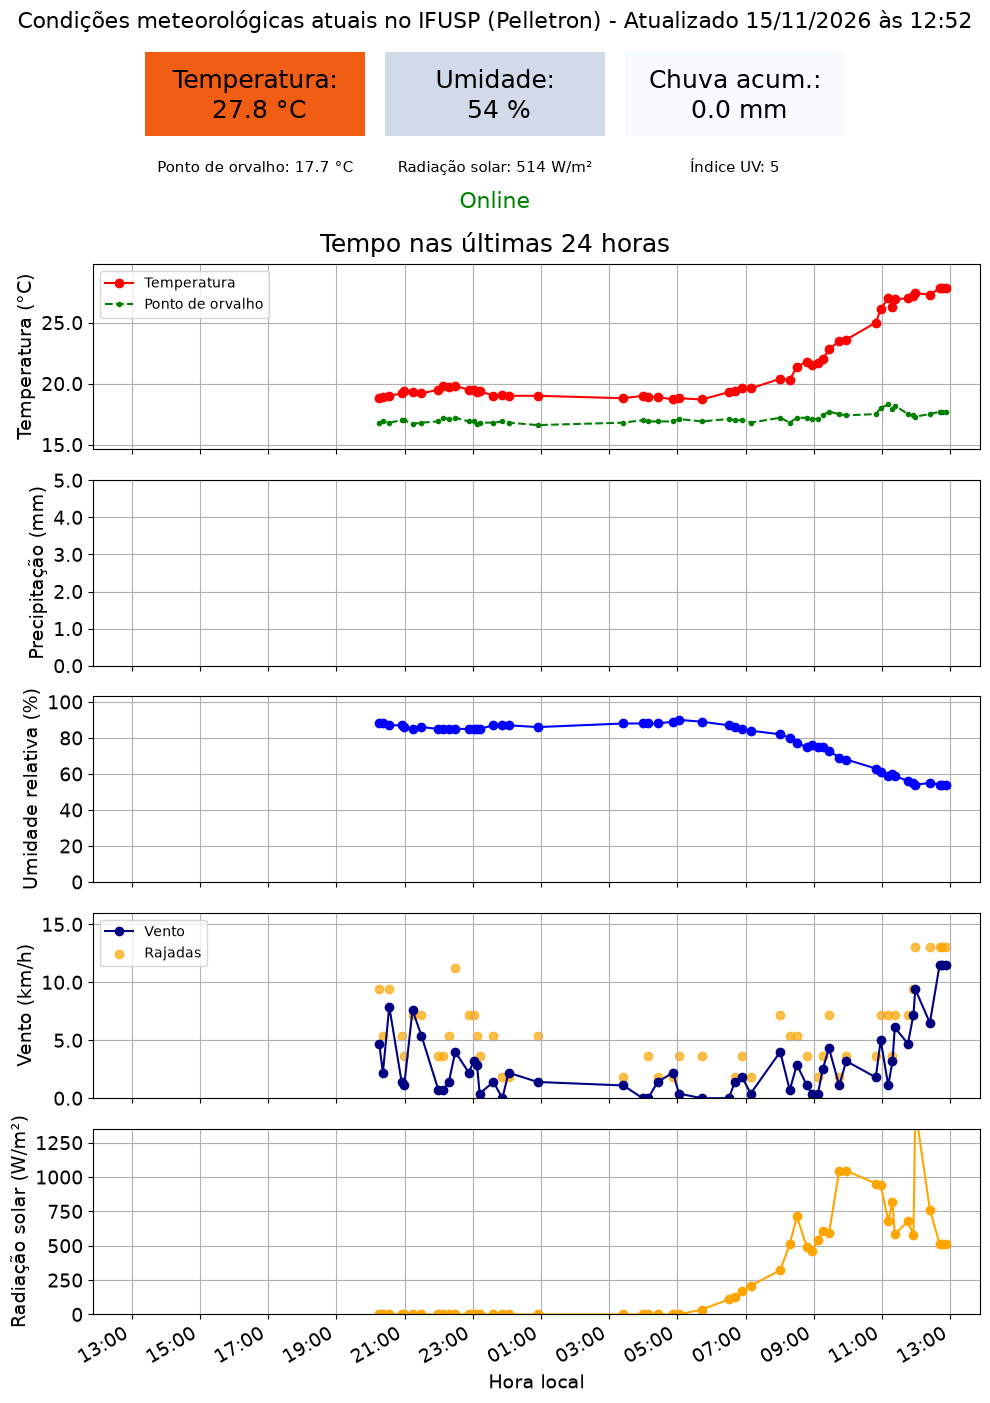 Condições meteorológicas atuais no IFUSP (Pelletron) - Atualizado 15/11/2026 às 12:52
Temperatura:
27.8 °C
Umidade:
54 %
Chuva acum.:
0.0 mm
Ponto de orvalho: 17.7 °C
Radiação solar: 514 W/m²
Índice UV: 5
Online
Tempo nas últimas 24 horas
Temperatura (°C)
25.0
20.0
15.0
Temperatura
Ponto de orvalho
Precipitação (mm)
5.0
4.0
3.0
2.0
1.0
0.0
Umidade relativa (%)
100
80
60
40
20
0
Vento (km/h)
15.0
10.0
5.0
0.0
Vento
Rajadas
Radiação solar (W/m²)
1250
1000
750
500
250
0
13:00
15:00
17:00
19:00
21:00
23:00
01:00
03:00
05:00
07:00
09:00
11:00
13:00
Hora local